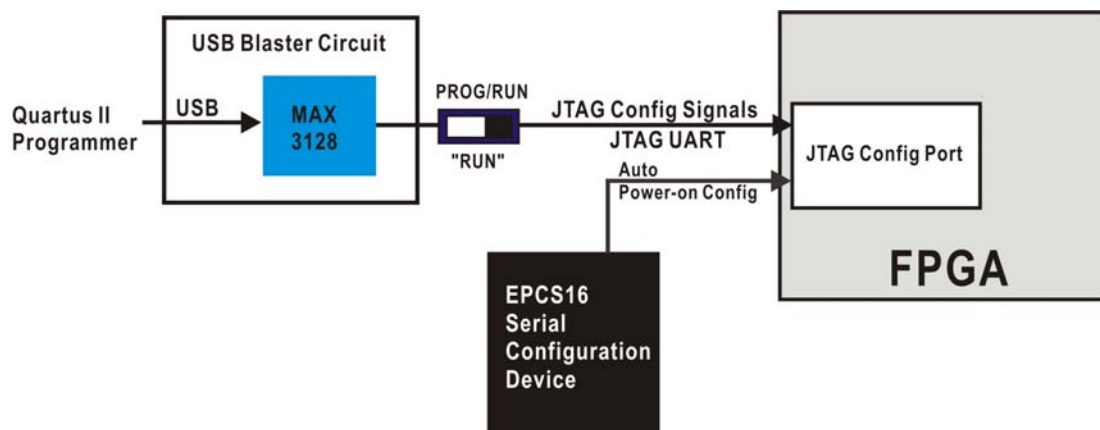 USB Blaster Circuit
Quartus II
Programmer
USB
MAX
3128
PROG/RUN
"RUN"
JTAG Config Signals
JTAG UART
Auto
Power-on Config
JTAG Config Port
FPGA
EPCS16
Serial
Configuration
Device